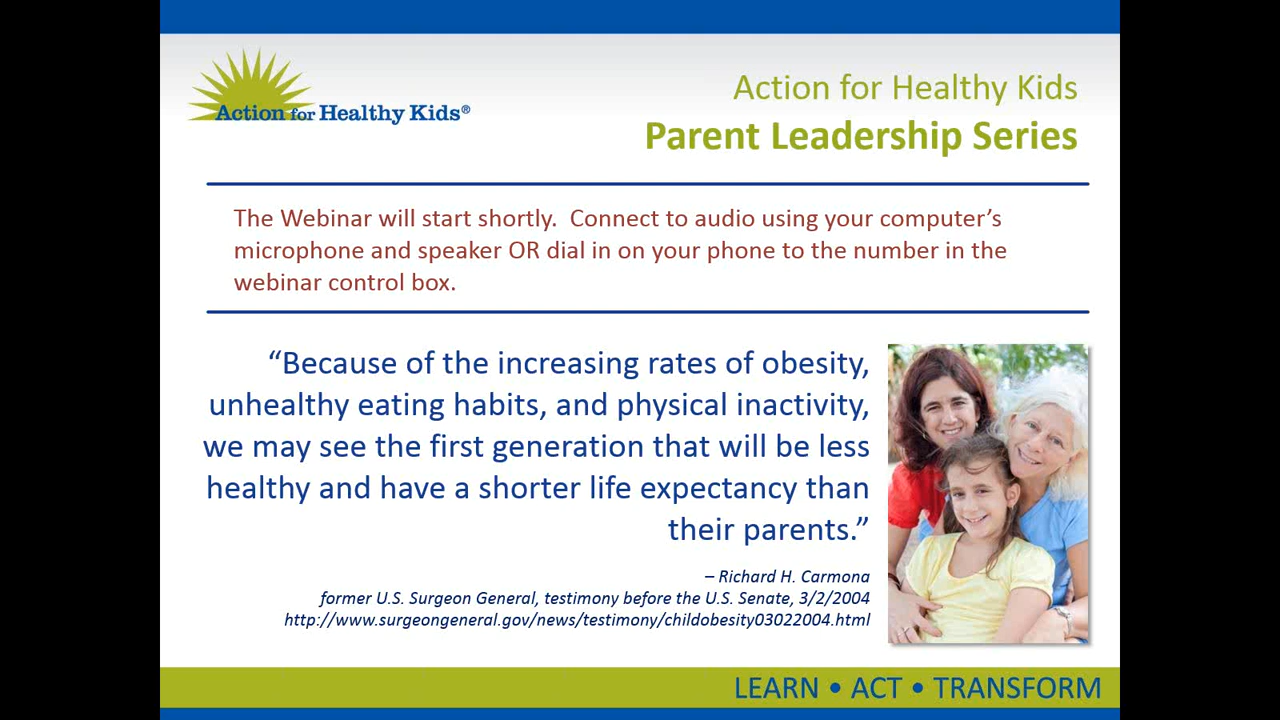 Action for Healthy Kids®
Action for Healthy Kids
Parent Leadership Series
The Webinar will start shortly.  Connect to audio using your computer’s
microphone and speaker OR dial in on your phone to the number in the
webinar control box.
“Because of the increasing rates of obesity,
unhealthy eating habits, and physical inactivity,
we may see the first generation that will be less
healthy and have a shorter life expectancy than
their parents.”
– Richard H. Carmona
former U.S. Surgeon General, testimony before the U.S. Senate, 3/2/2004
http://www.surgeongeneral.gov/news/testimony/childobesity03022004.html
LEARN • ACT • TRANSFORM